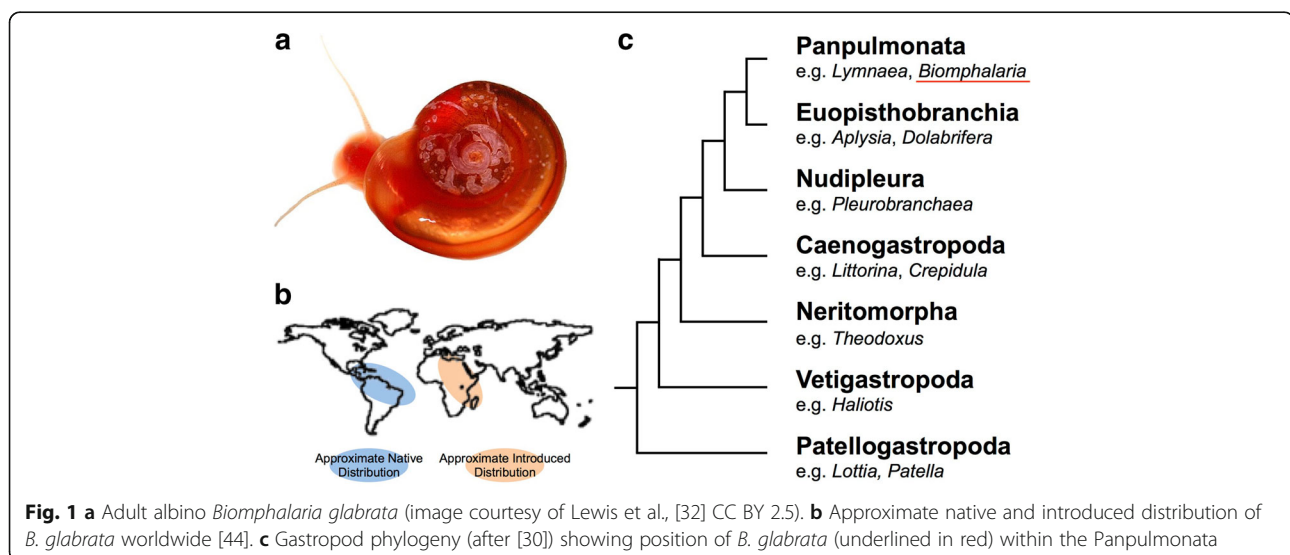 a
c
Panpulmonata
e.g. Lymnaea, Biomphalaria
Euopisthobranchia
e.g. Aplysia, Dolabrifera
Nudipleura
e.g. Pleurobranchaea
Caenogastropoda
e.g. Littorina, Crepidula
b
Neritomorpha
e.g. Theodoxus
Vetigastropoda
e.g. Haliotis
Approximate Native
Distribution
Approximate Introduced
Distribution
Patellogastropoda
e.g. Lottia, Patella
Fig. 1 a Adult albino Biomphalaria glabrata (image courtesy of Lewis et al., [32] CC BY 2.5). b Approximate native and introduced distribution of
B. glabrata worldwide [44]. c Gastropod phylogeny (after [30]) showing position of B. glabrata (underlined in red) within the Panpulmonata